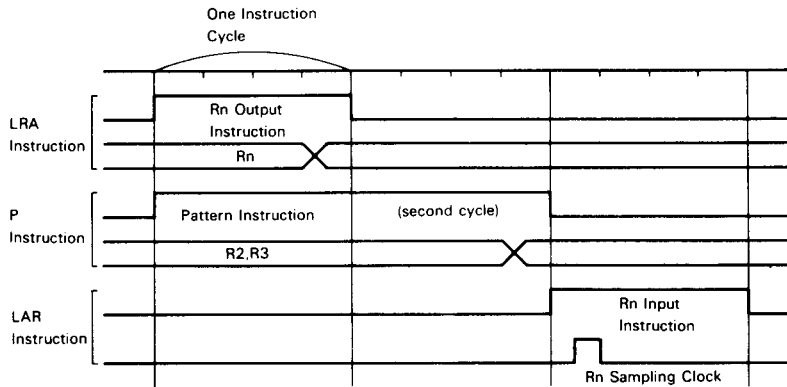 One Instruction
Cycle
LRA
Instruction
Rn Output
Instruction
Rn
P
Instruction
Pattern Instruction
(second cycle)
R2,R3
LAR
Instruction
Rn Input
Instruction
Rn Sampling Clock